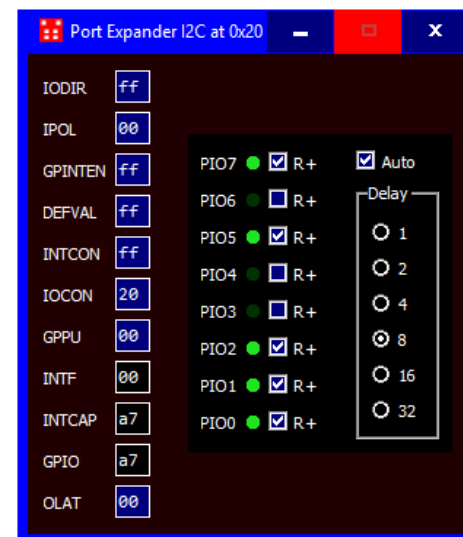 Port Expander I2C at 0x20
IODIR ff
IPOL 00
GPINTEN ff
DEFVAL ff
INTCON ff
IOCON 20
GPPU 00
INTF 00
INTCAP a7
GPIO a7
OLAT 00
PIO7 R+
PIO6 R+
PIO5 R+
PIO4 R+
PIO3 R+
PIO2 R+
PIO1 R+
PIO0 R+
Auto
Delay
1
2
4
8
16
32